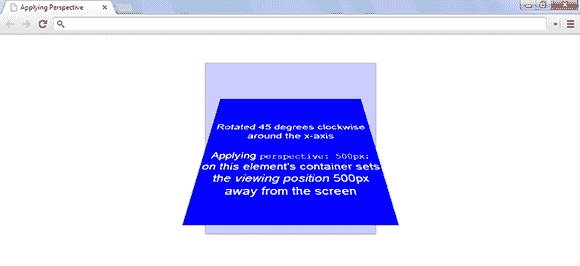 Applying Perspective
Rotated 45 degrees clockwise
around the x-axis
Applying perspective: 500px;
on this element's container sets
the viewing position 500px
away from the screen